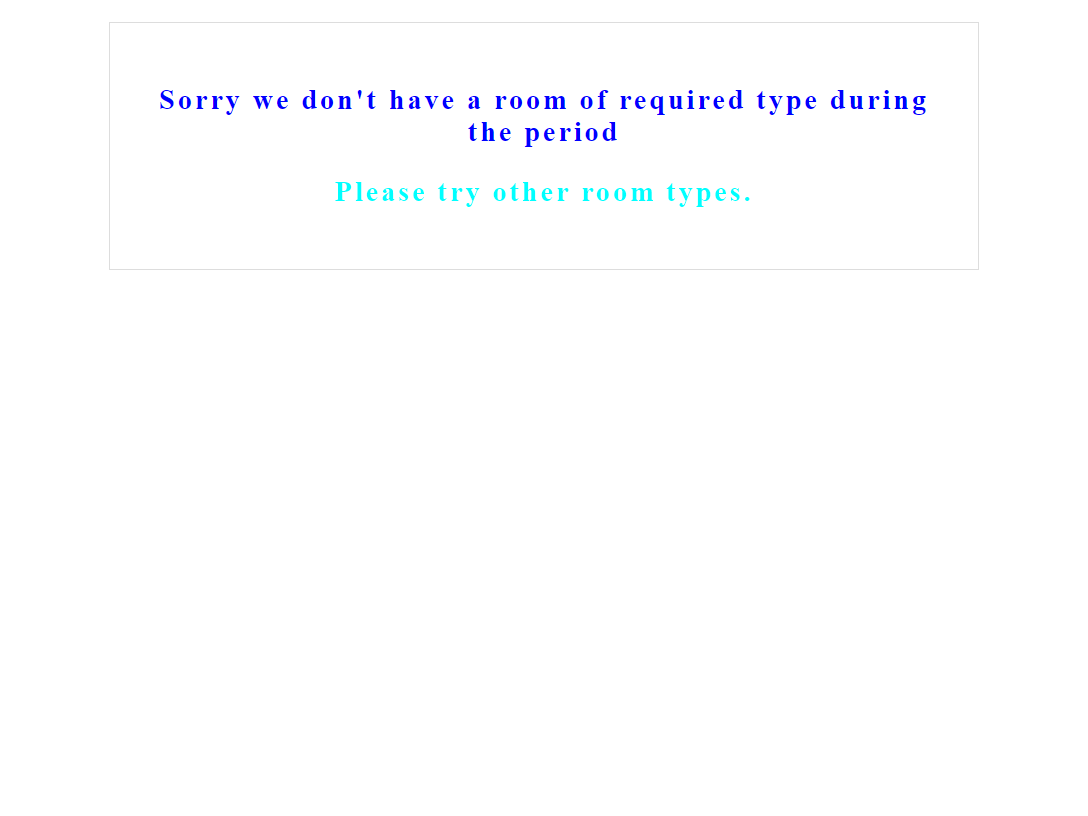 Sorry we don't have a room of required type during
the period
Please try other room types.